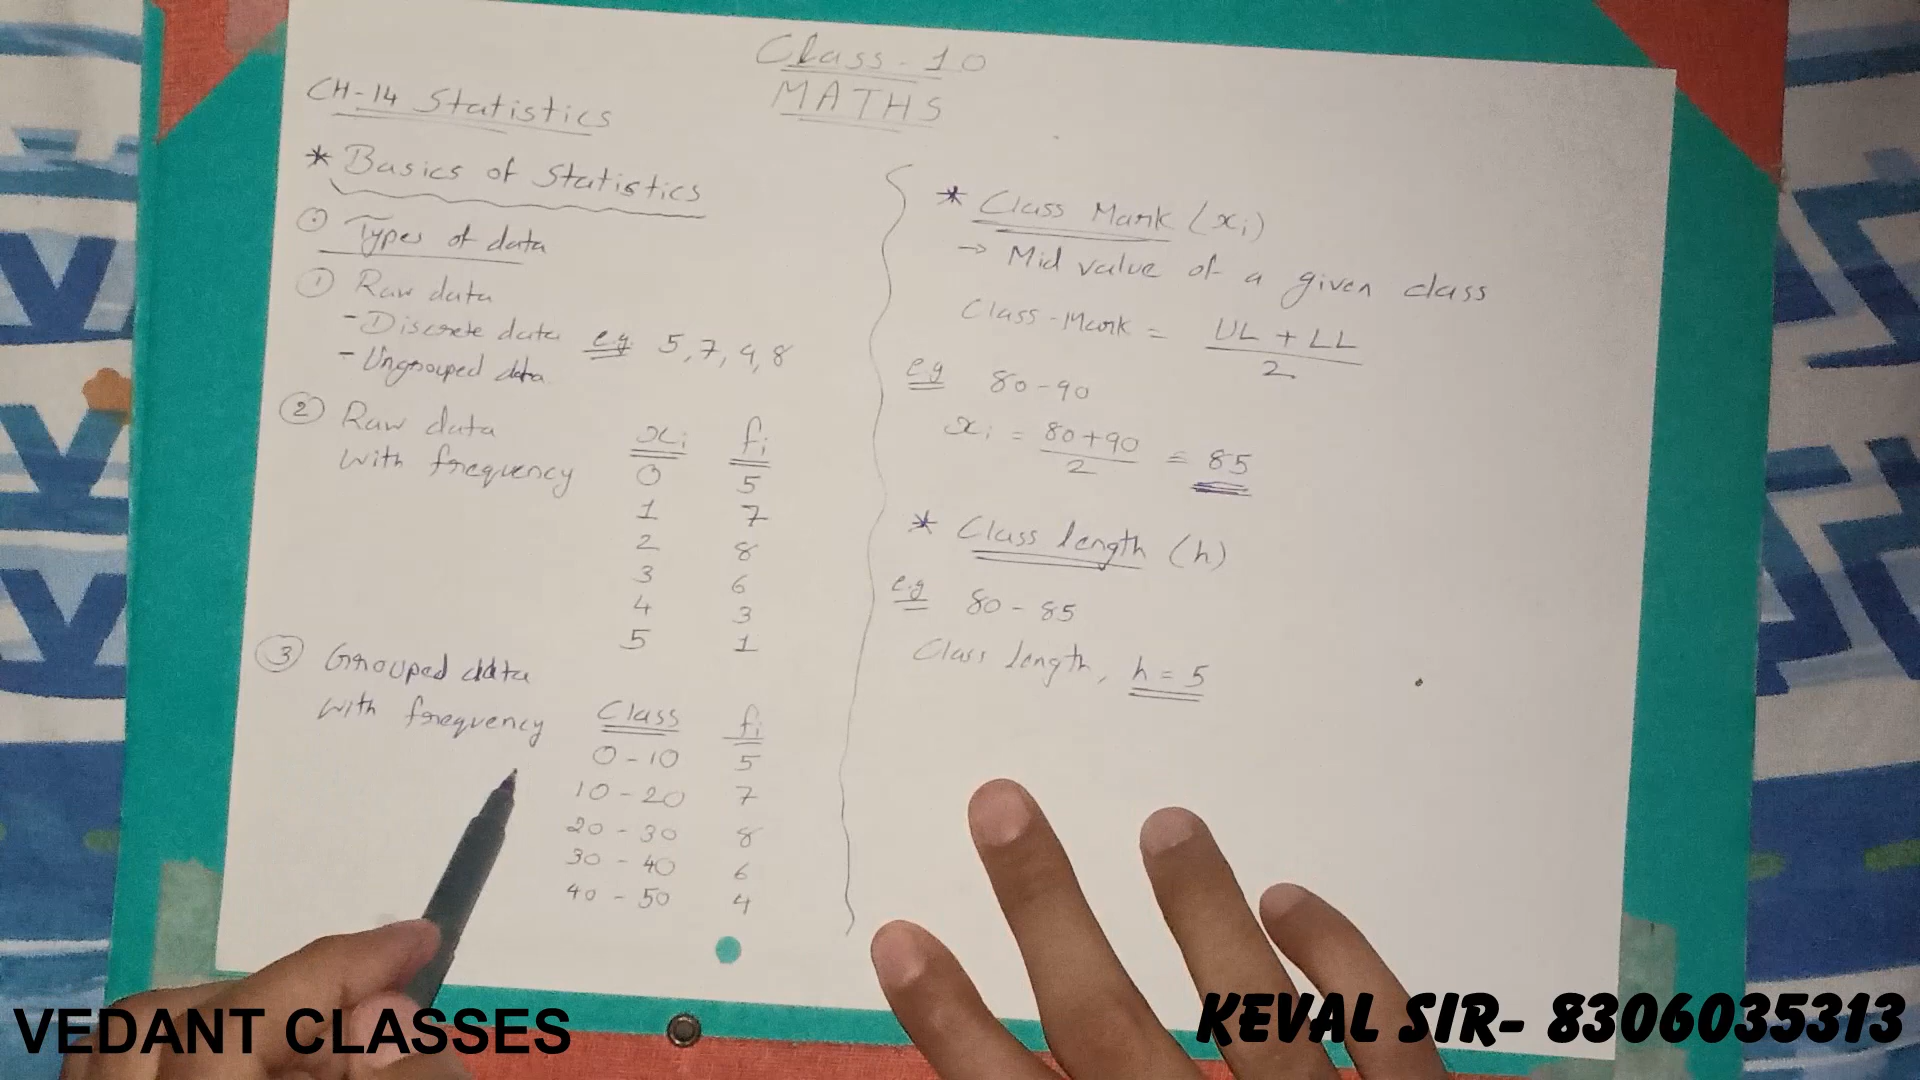 Class - 10
MATHS
CH-14 Statistics
* Basics of Statistics
Types of data
① Raw data
- Discrete data
- Ungrouped data
e.g 5, 7, 9, 8
② Raw data
with frequency
xi fi
0 5
1 7
2 8
3 6
4 3
5 1
③ Grouped data
with frequency
Class fi
0 - 10 5
10 - 20 7
20 - 30 8
30 - 40 6
40 - 50 4
* Class Mark (xi)
→ Mid value of a given class
Class-Mark = UL + LL / 2
e.g 80 - 90
xi = 80+90 / 2 = 85
* Class length (h)
e.g 80 - 85
Class length, h = 5
VEDANT CLASSES
KEVAL SIR- 8306035313